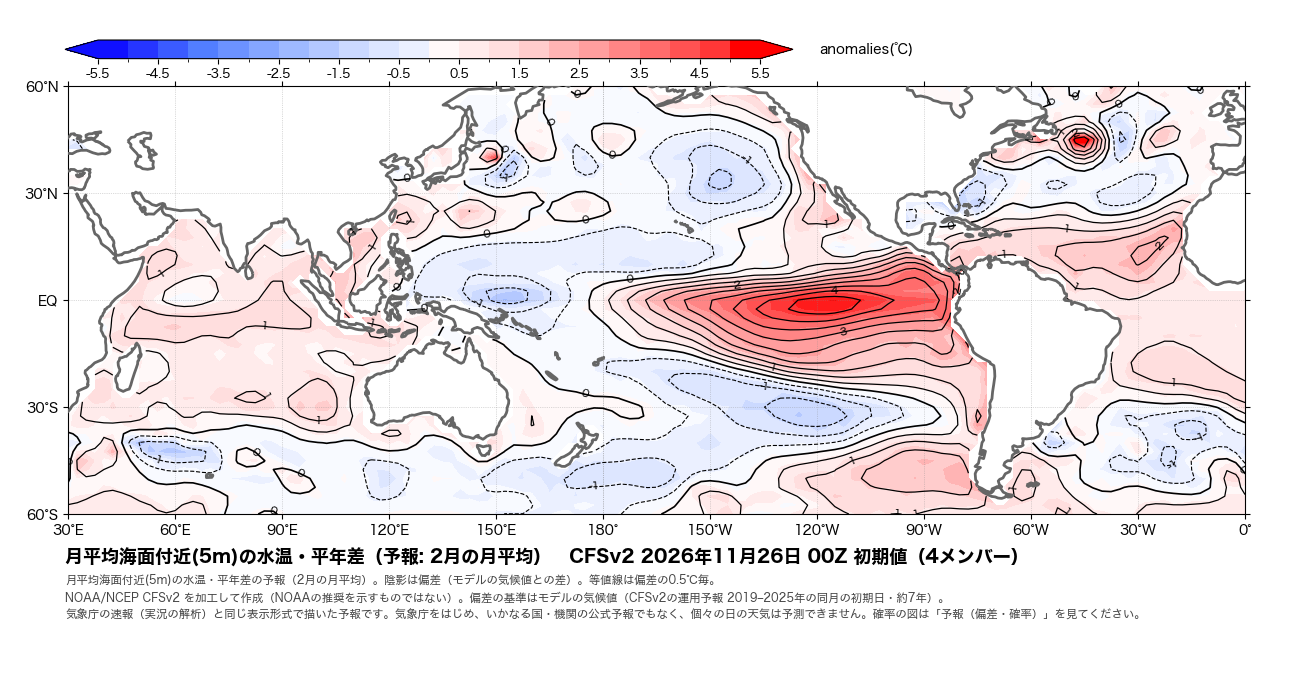 anomalies(℃)
-5.5 -4.5 -3.5 -2.5 -1.5 -0.5 0.5 1.5 2.5 3.5 4.5 5.5
60°N
30°N
EQ
30°S
60°S
30°E 60°E 90°E 120°E 150°E 180° 150°W 120°W 90°W 60°W 30°W 0°
月平均海面付近(5m)の水温・平年差（予報: 2月の月平均） CFSv2 2026年11月26日 00Z 初期値（4メンバー）
月平均海面付近(5m)の水温・平年差の予報（2月の月平均）。陰影は偏差（モデルの気候値との差）。等値線は偏差の0.5℃毎。
NOAA/NCEP CFSv2 を加工して作成（NOAAの推奨を示すものではない）。偏差の基準はモデルの気候値（CFSv2の運用予報 2019–2025年の同月の初期日・約7年）。
気象庁の速報（実況の解析）と同じ表示形式で描いた予報です。気象庁をはじめ、いかなる国・機関の公式予報でもなく、個々の日の天気は予測できません。確率の図は「予報（偏差・確率）」を見てください。